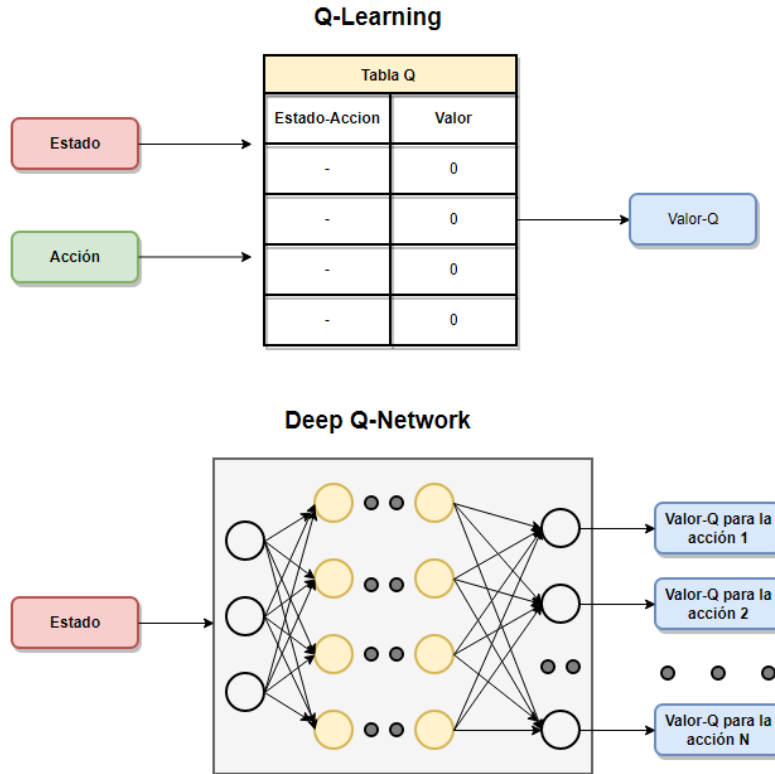 Q-Learning
Tabla Q
Estado-Accion Valor
Estado
- 0
- 0
Valor-Q
Acción
- 0
- 0
Deep Q-Network
Estado
Valor-Q para la
acción 1
Valor-Q para la
acción 2
Valor-Q para la
acción N